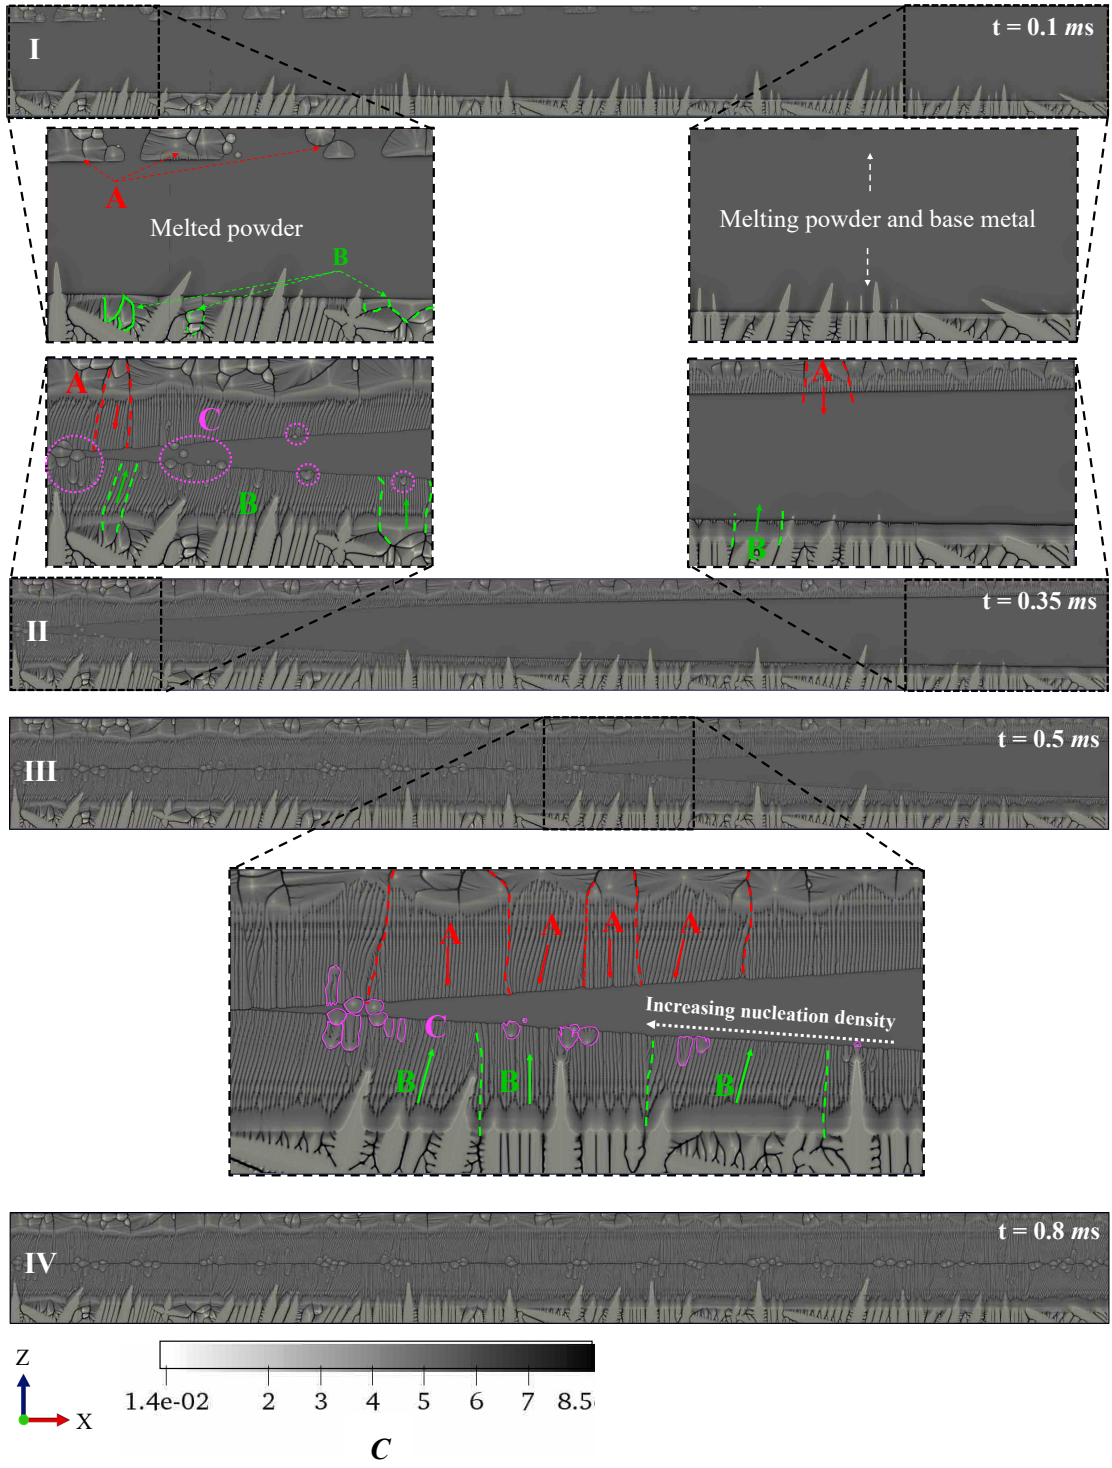 I
t = 0.1 ms
A
Melted powder
B
Melting powder and base metal
A
C
B
A
B
II
t = 0.35 ms
III
t = 0.5 ms
A
A
A
A
Increasing nucleation density
C
B
B
B
IV
t = 0.8 ms
Z
X
1.4e-02 2 3 4 5 6 7 8.5
C